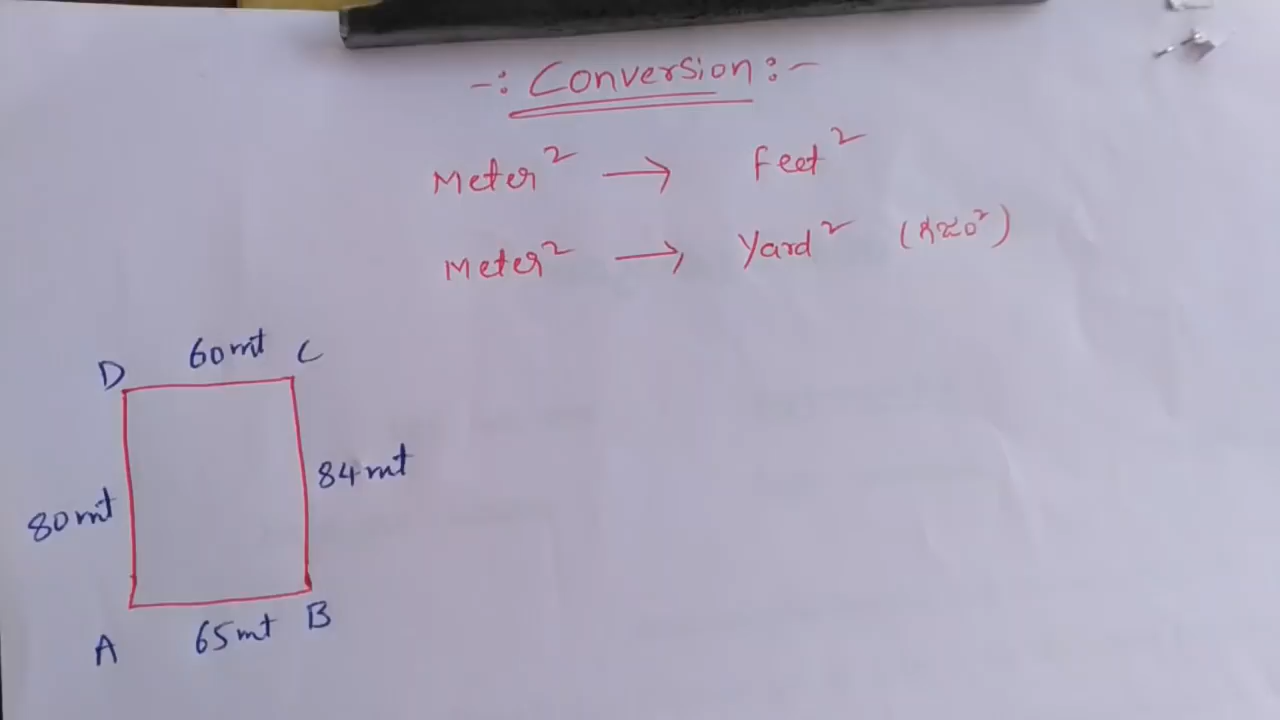 -: Conversion :-
Meter² → Feet²
Meter² → Yard²
D 60mt C
84mt
80mt
65mt B
A